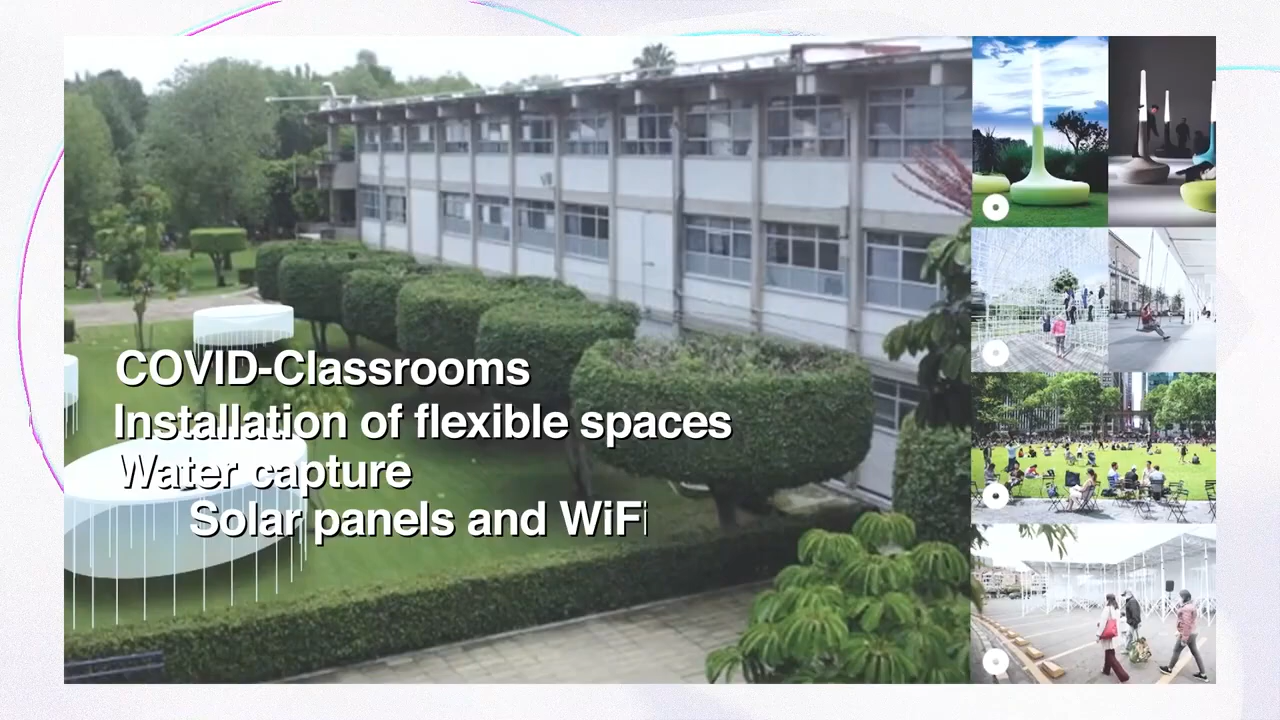 COVID-Classrooms
Installation of flexible spaces
Water capture
Solar panels and WiFi